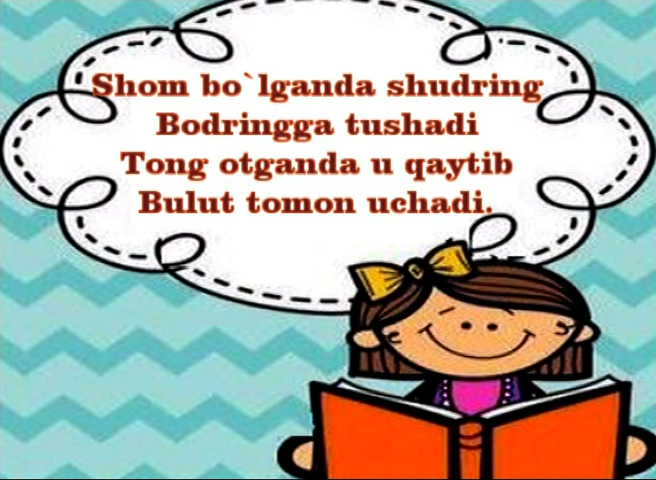 Shom bo`lganda shudring
Bodringga tushadi
Tong otganda u qaytib
Bulut tomon uchadi.